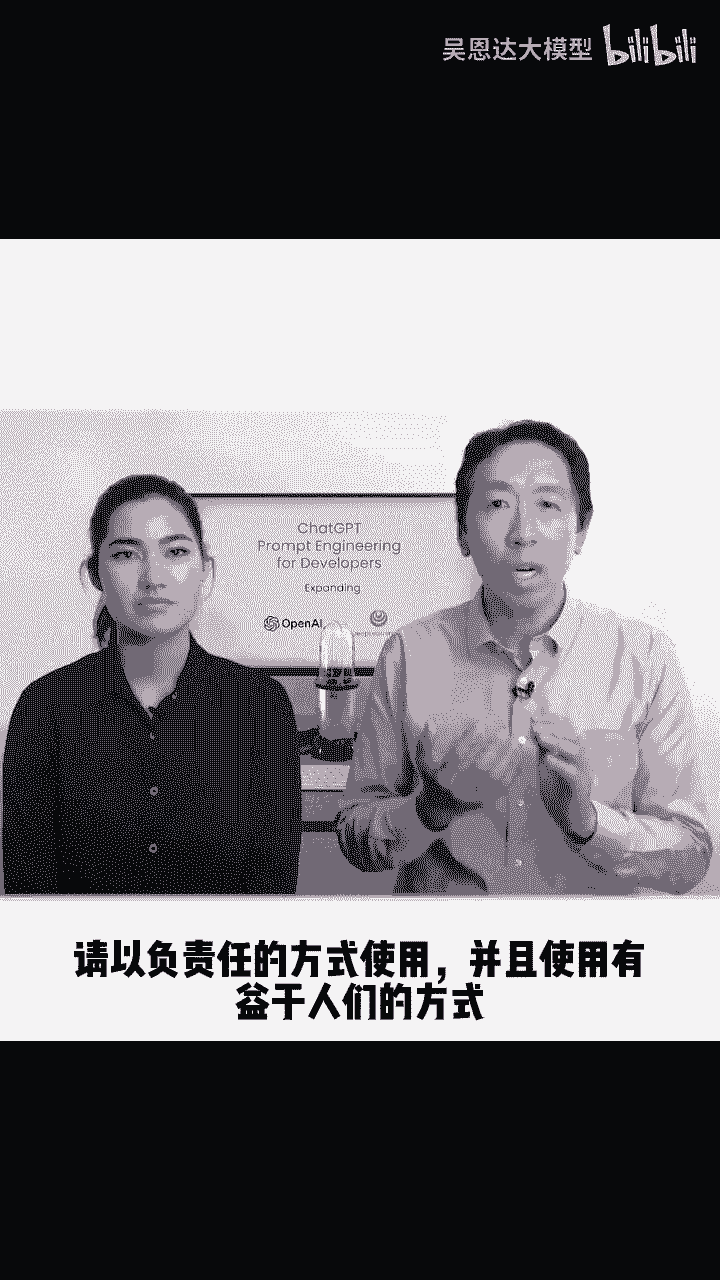 吴恩达大模型 bilibili
ChatGPT
Prompt Engineering
for Developers
Expanding
OpenAI
请以负责任的方式使用，并且使用有
益于人们的方式